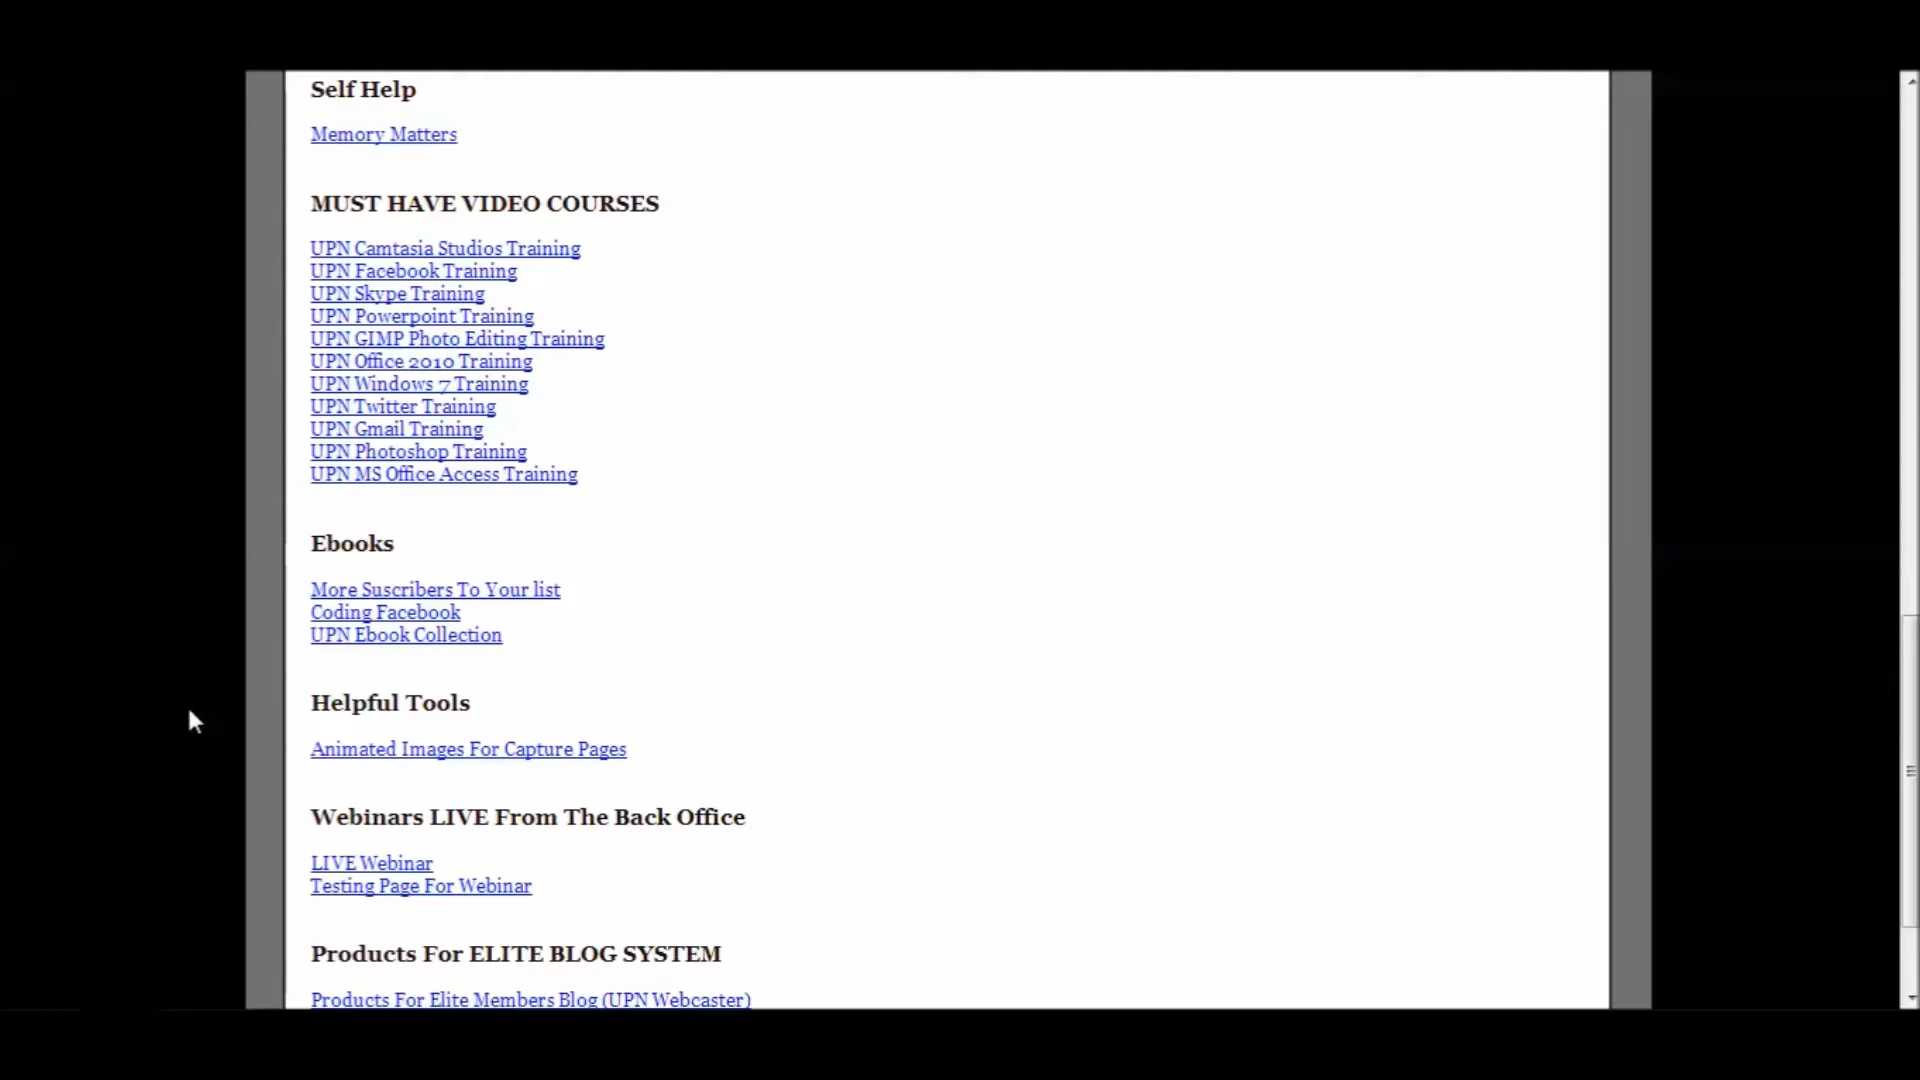 Self Help
Memory Matters
MUST HAVE VIDEO COURSES
UPN Camtasia Studios Training
UPN Facebook Training
UPN Skype Training
UPN Powerpoint Training
UPN GIMP Photo Editing Training
UPN Office 2010 Training
UPN Windows 7 Training
UPN Twitter Training
UPN Gmail Training
UPN Photoshop Training
UPN MS Office Access Training
Ebooks
More Suscribers To Your list
Coding Facebook
UPN Ebook Collection
Helpful Tools
Animated Images For Capture Pages
Webinars LIVE From The Back Office
LIVE Webinar
Testing Page For Webinar
Products For ELITE BLOG SYSTEM
Products For Elite Members Blog (UPN Webcaster)